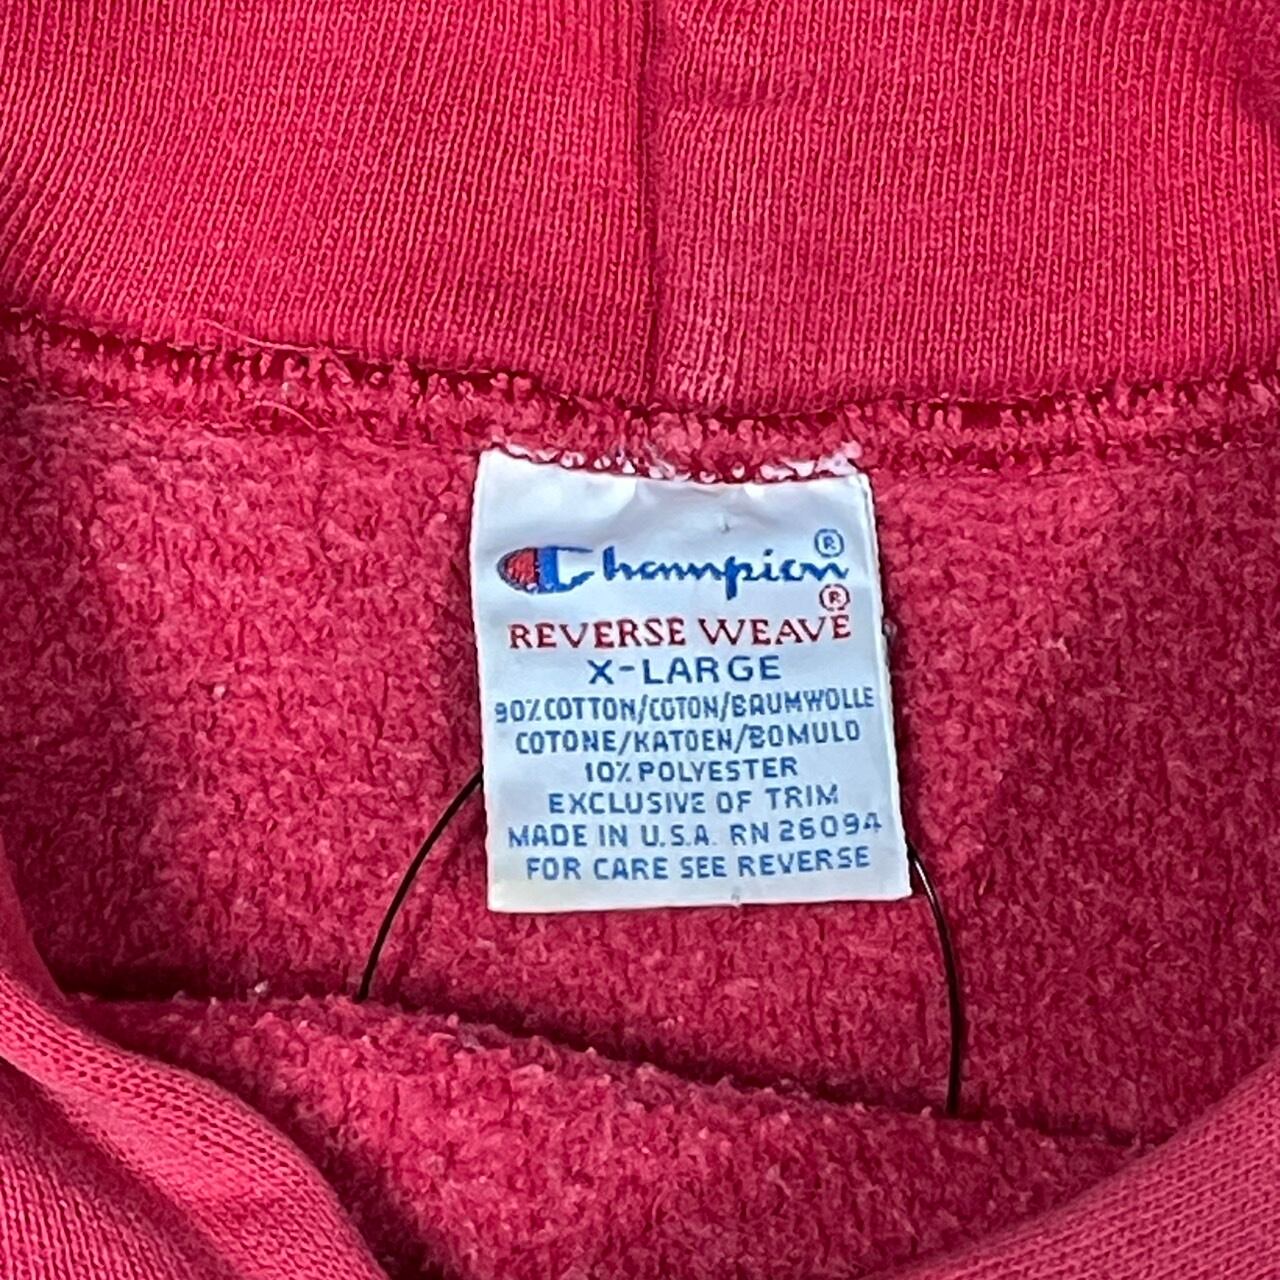 Champion®
REVERSE WEAVE®
X-LARGE
90% COTTON/COTON/BAUMWOLLE
COTONE/KATOEN/BOMULD
10% POLYESTER
EXCLUSIVE OF TRIM
MADE IN U.S.A. RN 26094
FOR CARE SEE REVERSE